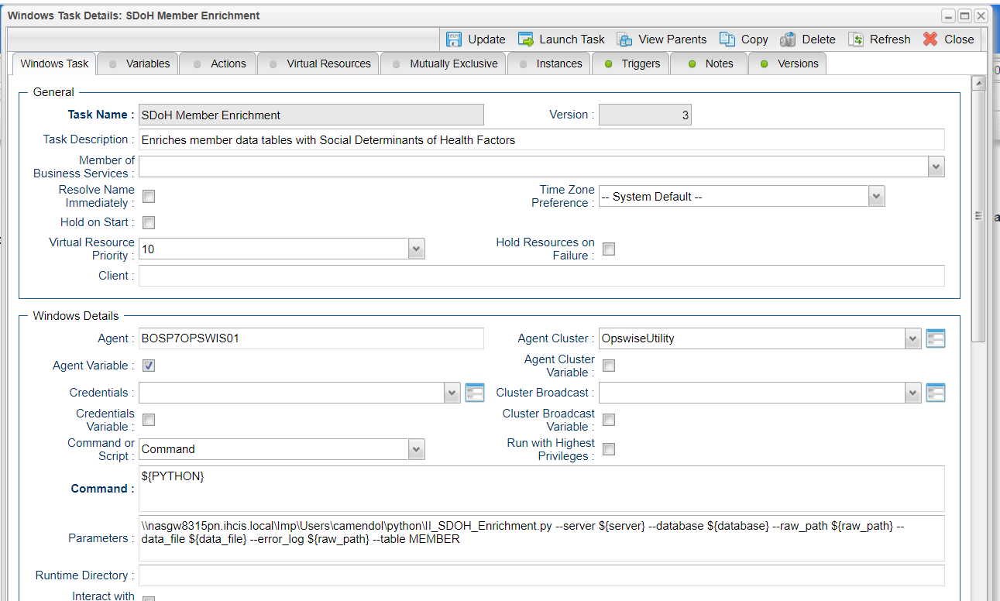 Windows Task Details: SDoH Member Enrichment
Update Launch Task View Parents Copy Delete Refresh Close
Windows Task Variables Actions Virtual Resources Mutually Exclusive Instances Triggers Notes Versions
General
Task Name : SDoH Member Enrichment Version : 3
Task Description : Enriches member data tables with Social Determinants of Health Factors
Member of
Business Services :
Resolve Name
Immediately :
Time Zone
Preference : -- System Default --
Hold on Start :
Virtual Resource
Priority : 10
Hold Resources on
Failure :
Client :
Windows Details
Agent : BOSP7OPSWIS01 Agent Cluster : OpswiseUtility
Agent Variable :
Agent Cluster
Variable :
Credentials : Cluster Broadcast :
Credentials
Variable :
Cluster Broadcast
Variable :
Command or
Script : Command
Run with Highest
Privileges :
Command : ${PYTHON}
Parameters : \\nasgw8315pn.ihcis.local\Imp\Users\camendol\python\II_SDOH_Enrichment.py --server ${server} --database ${database} --raw_path ${raw_path} --
data_file ${data_file} --error_log ${raw_path} --table MEMBER
Runtime Directory :
Interact with